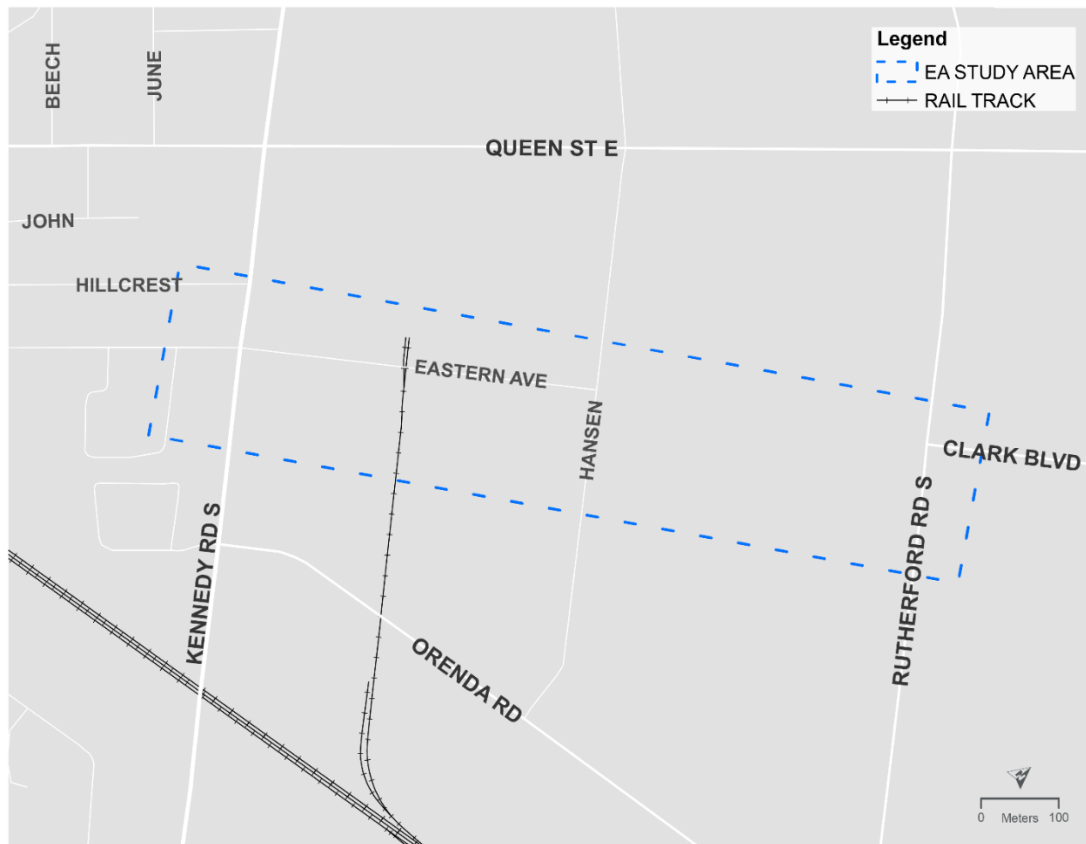 Legend
EA STUDY AREA
RAIL TRACK
BEECH
JUNE
QUEEN ST E
JOHN
HILLCREST
EASTERN AVE
HANSEN
CLARK BLVD
KENNEDY RD S
RUTHERFORD RD S
ORENDA RD
0 Meters 100